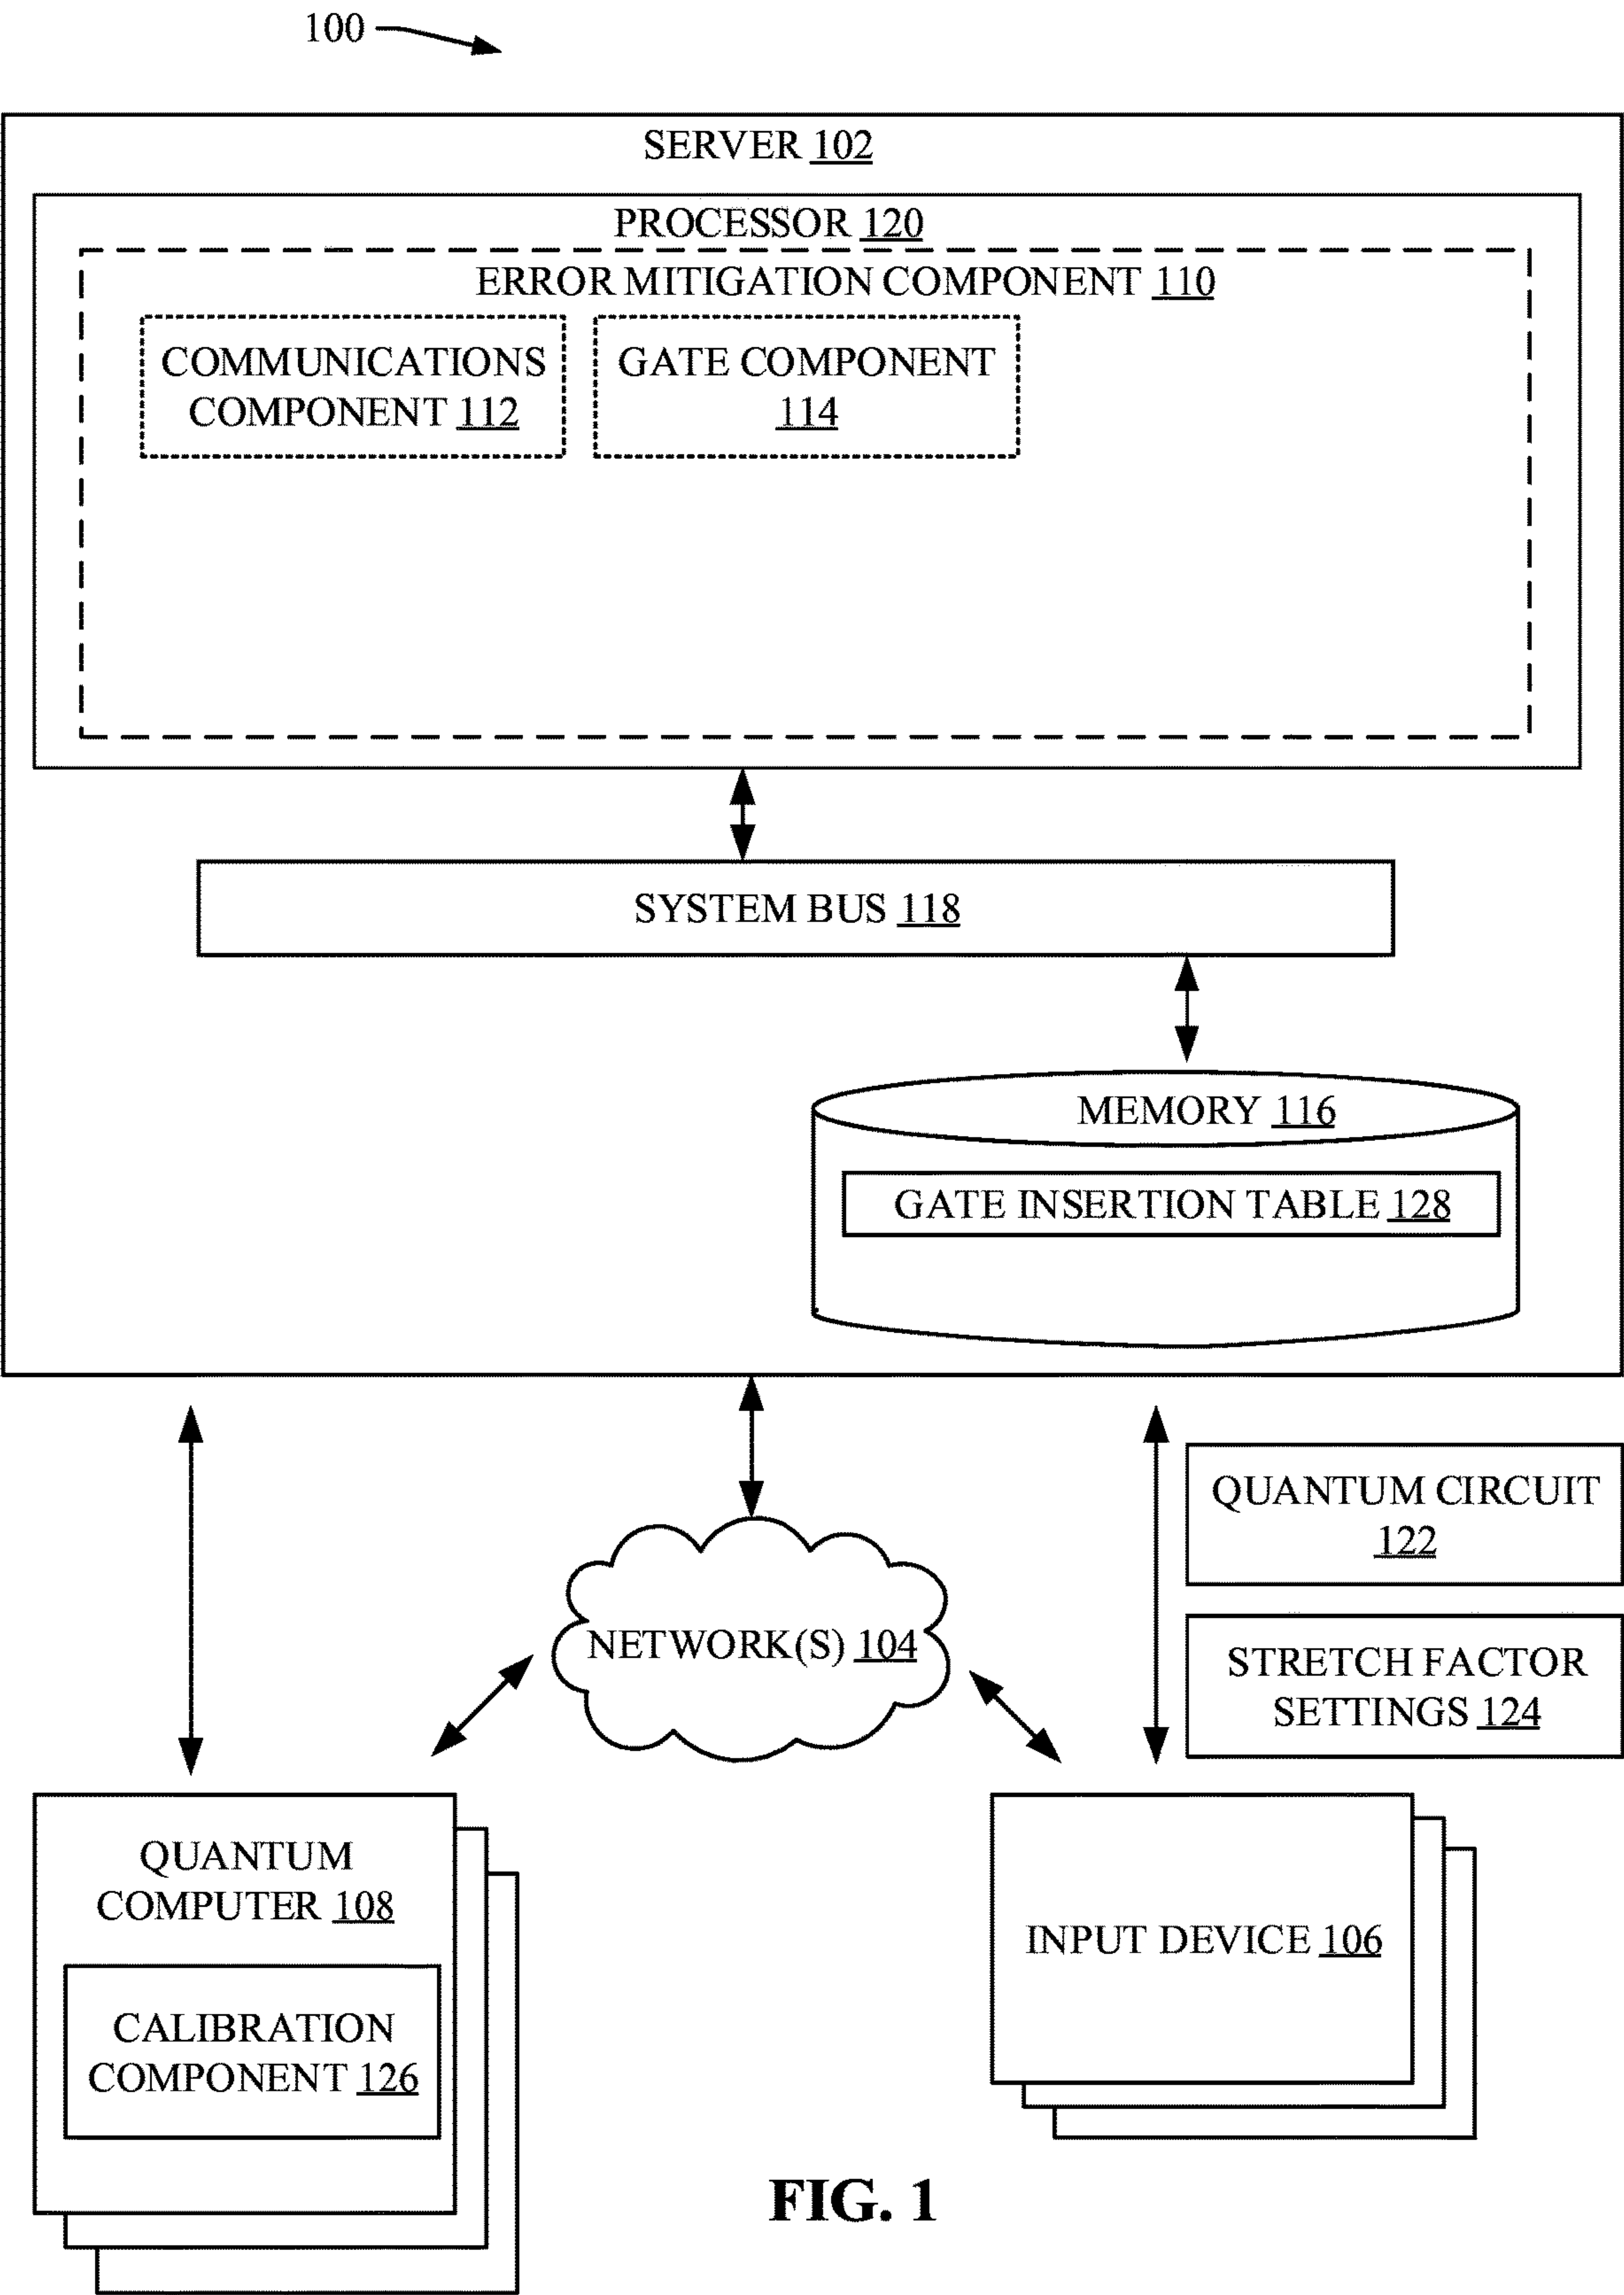 100
SERVER 102
PROCESSOR 120
ERROR MITIGATION COMPONENT 110
COMMUNICATIONS
COMPONENT 112
GATE COMPONENT
114
SYSTEM BUS 118
MEMORY 116
GATE INSERTION TABLE 128
QUANTUM CIRCUIT
122
NETWORK(S) 104
STRETCH FACTOR
SETTINGS 124
QUANTUM
COMPUTER 108
CALIBRATION
COMPONENT 126
INPUT DEVICE 106
FIG. 1